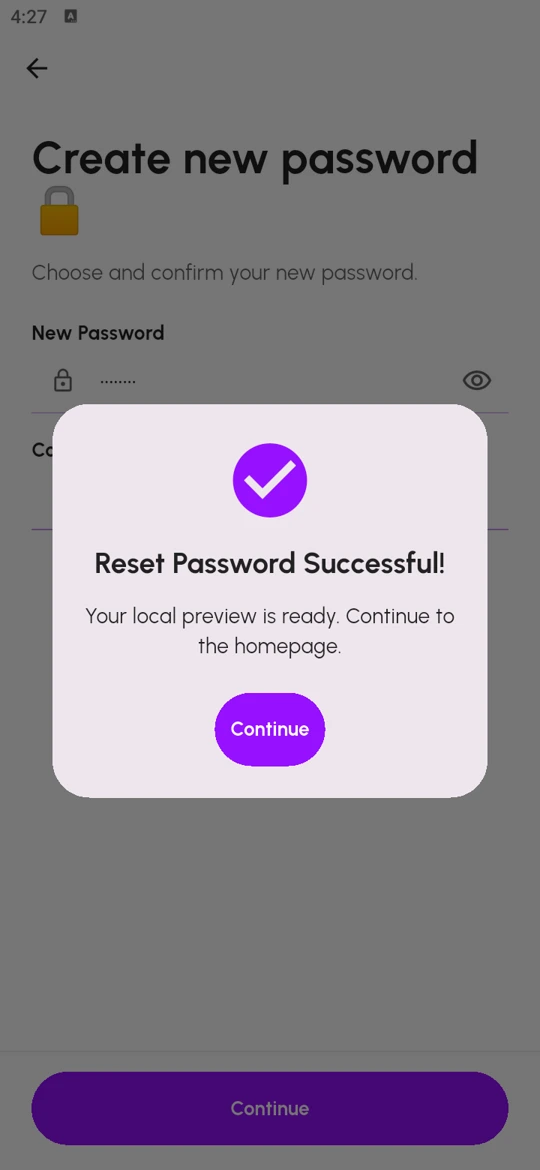 4:27
A
Create new password
Choose and confirm your new password.
New Password
········
Co
Reset Password Successful!
Your local preview is ready. Continue to
the homepage.
Continue
Continue